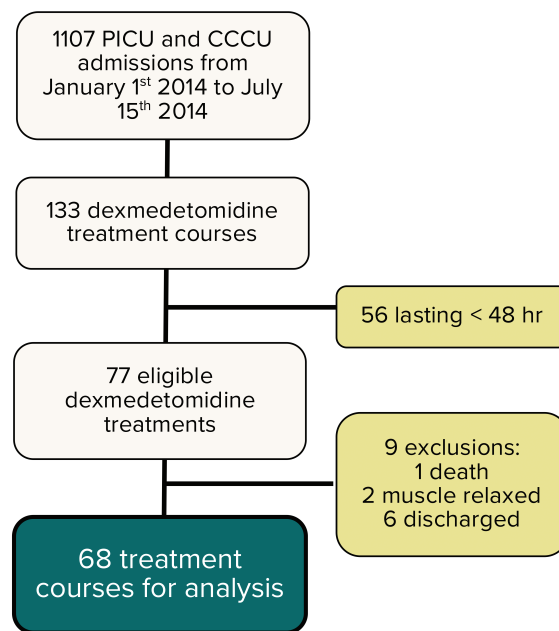 1107 PICU and CCCU
admissions from
January 1st 2014 to July
15th 2014
133 dexmedetomidine
treatment courses
56 lasting < 48 hr
77 eligible
dexmedetomidine
treatments
9 exclusions:
1 death
2 muscle relaxed
6 discharged
68 treatment
courses for analysis